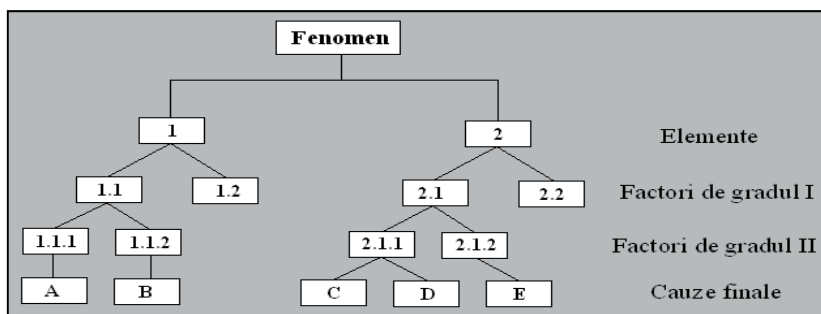 Fenomen
1 2 Elemente
1.1 1.2 2.1 2.2 Factori de gradul I
1.1.1 1.1.2 2.1.1 2.1.2 Factori de gradul II
A B C D E Cauze finale